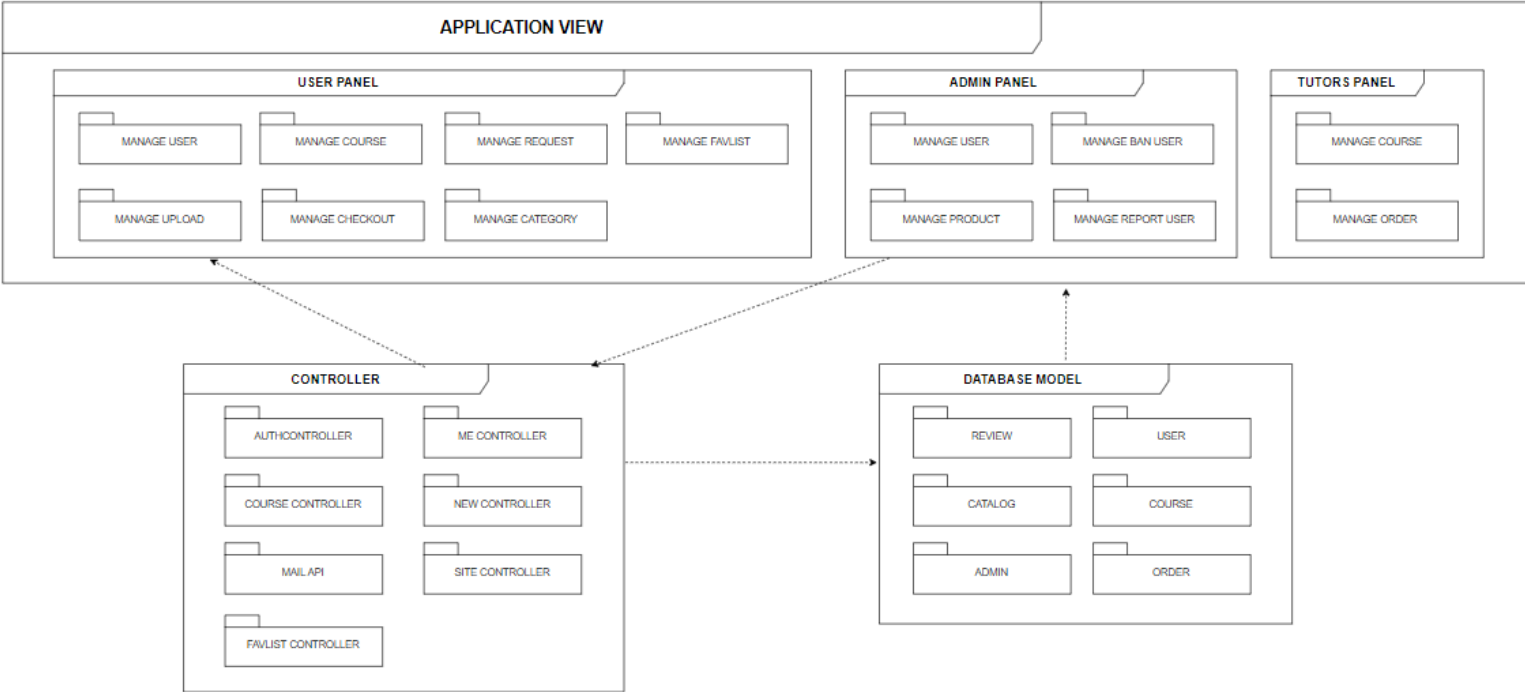 APPLICATION VIEW
USER PANEL
MANAGE USER
MANAGE COURSE
MANAGE REQUEST
MANAGE FAVLIST
MANAGE UPLOAD
MANAGE CHECKOUT
MANAGE CATEGORY
ADMIN PANEL
MANAGE USER
MANAGE BAN USER
MANAGE PRODUCT
MANAGE REPORT USER
TUTORS PANEL
MANAGE COURSE
MANAGE ORDER
CONTROLLER
AUTHCONTROLLER
ME CONTROLLER
COURSE CONTROLLER
NEW CONTROLLER
MAIL API
SITE CONTROLLER
FAVLIST CONTROLLER
DATABASE MODEL
REVIEW
USER
CATALOG
COURSE
ADMIN
ORDER